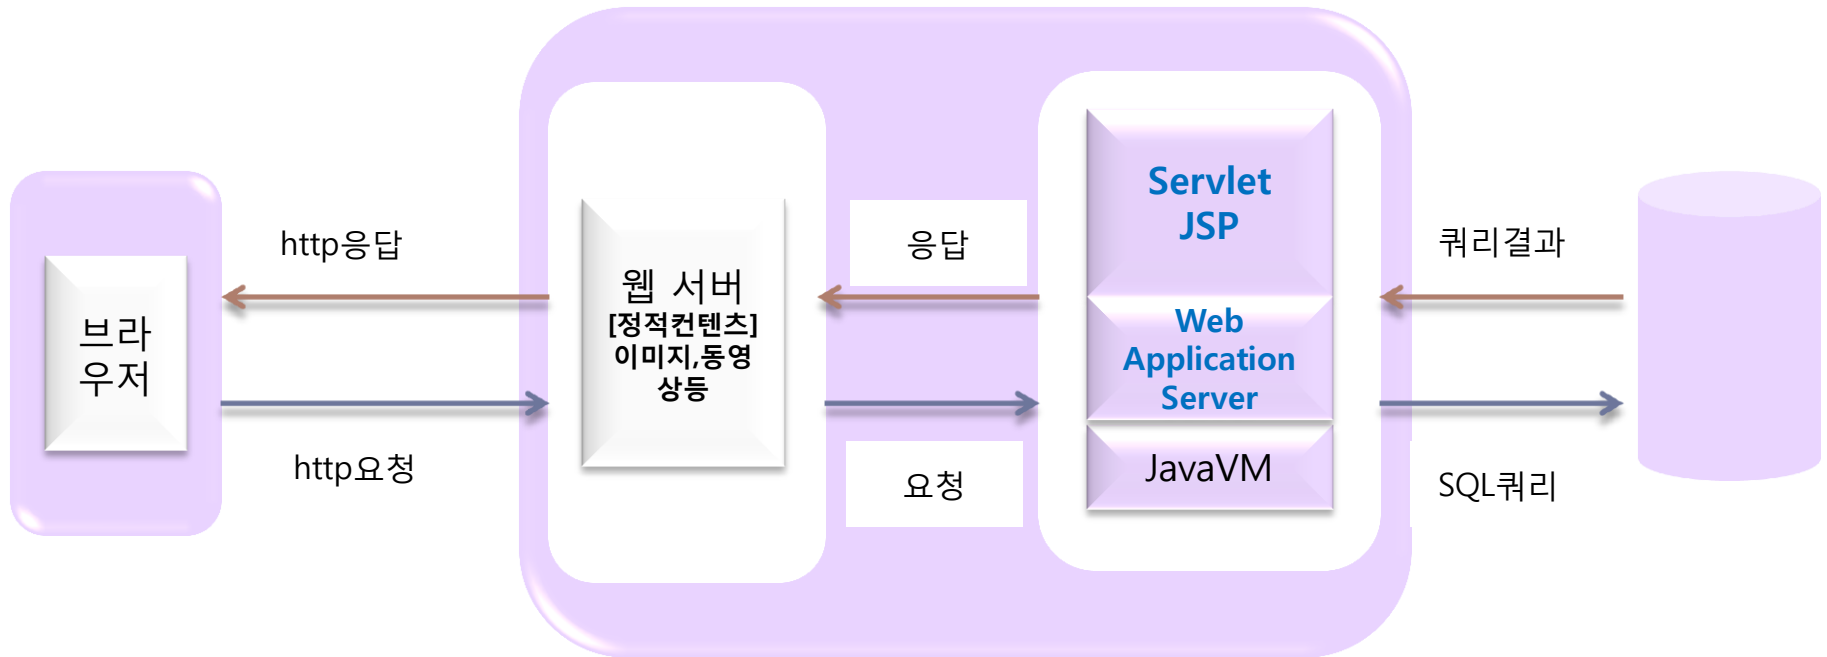 브라
우저
http응답
http요청
웹 서버
[정적컨텐츠]
이미지,동영
상등
응답
요청
Servlet
JSP
Web
Application
Server
JavaVM
쿼리결과
SQL쿼리